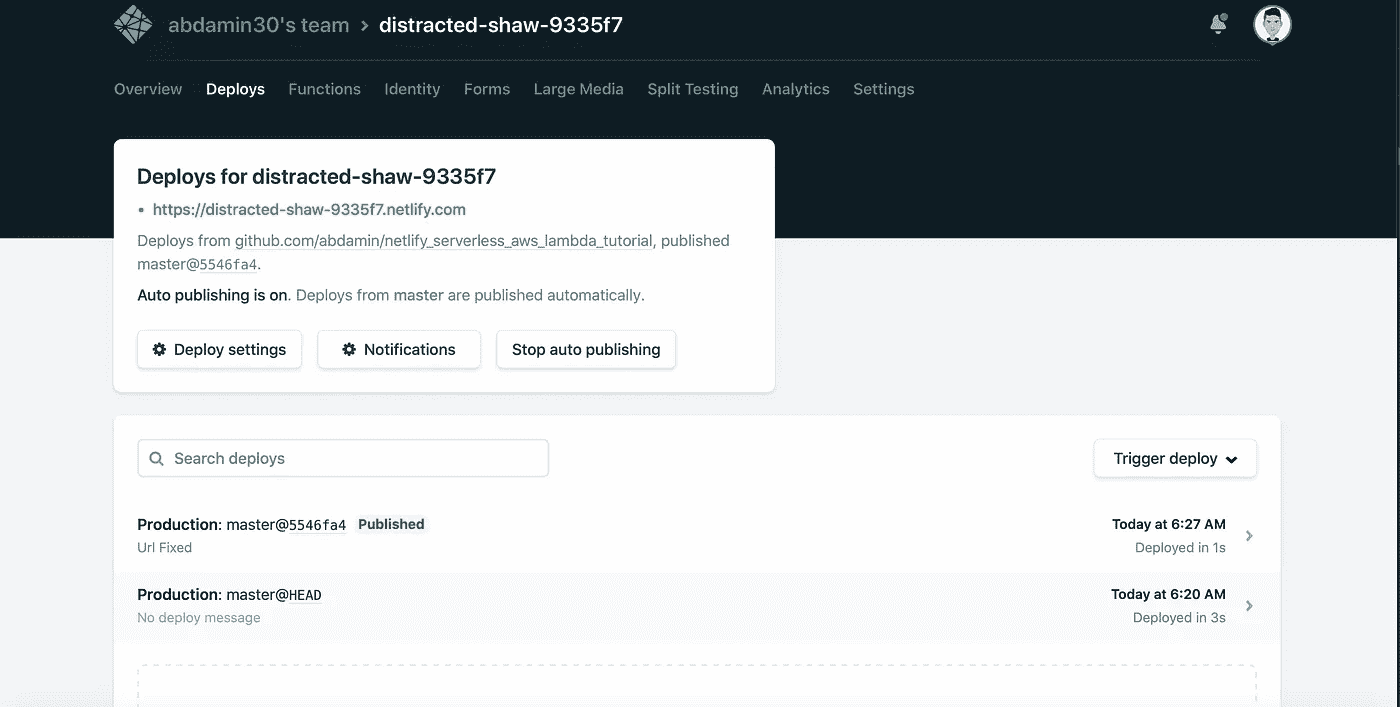 abdamin30's team > distracted-shaw-9335f7
Overview Deploys Functions Identity Forms Large Media Split Testing Analytics Settings
Deploys for distracted-shaw-9335f7
• https://distracted-shaw-9335f7.netlify.com
Deploys from github.com/abdamin/netlify_serverless_aws_lambda_tutorial, published
master@5546fa4.
Auto publishing is on. Deploys from master are published automatically.
Deploy settings Notifications Stop auto publishing
Search deploys Trigger deploy
Production: master@5546fa4 Published Today at 6:27 AM
Url Fixed Deployed in 1s
Production: master@HEAD Today at 6:20 AM
No deploy message Deployed in 3s